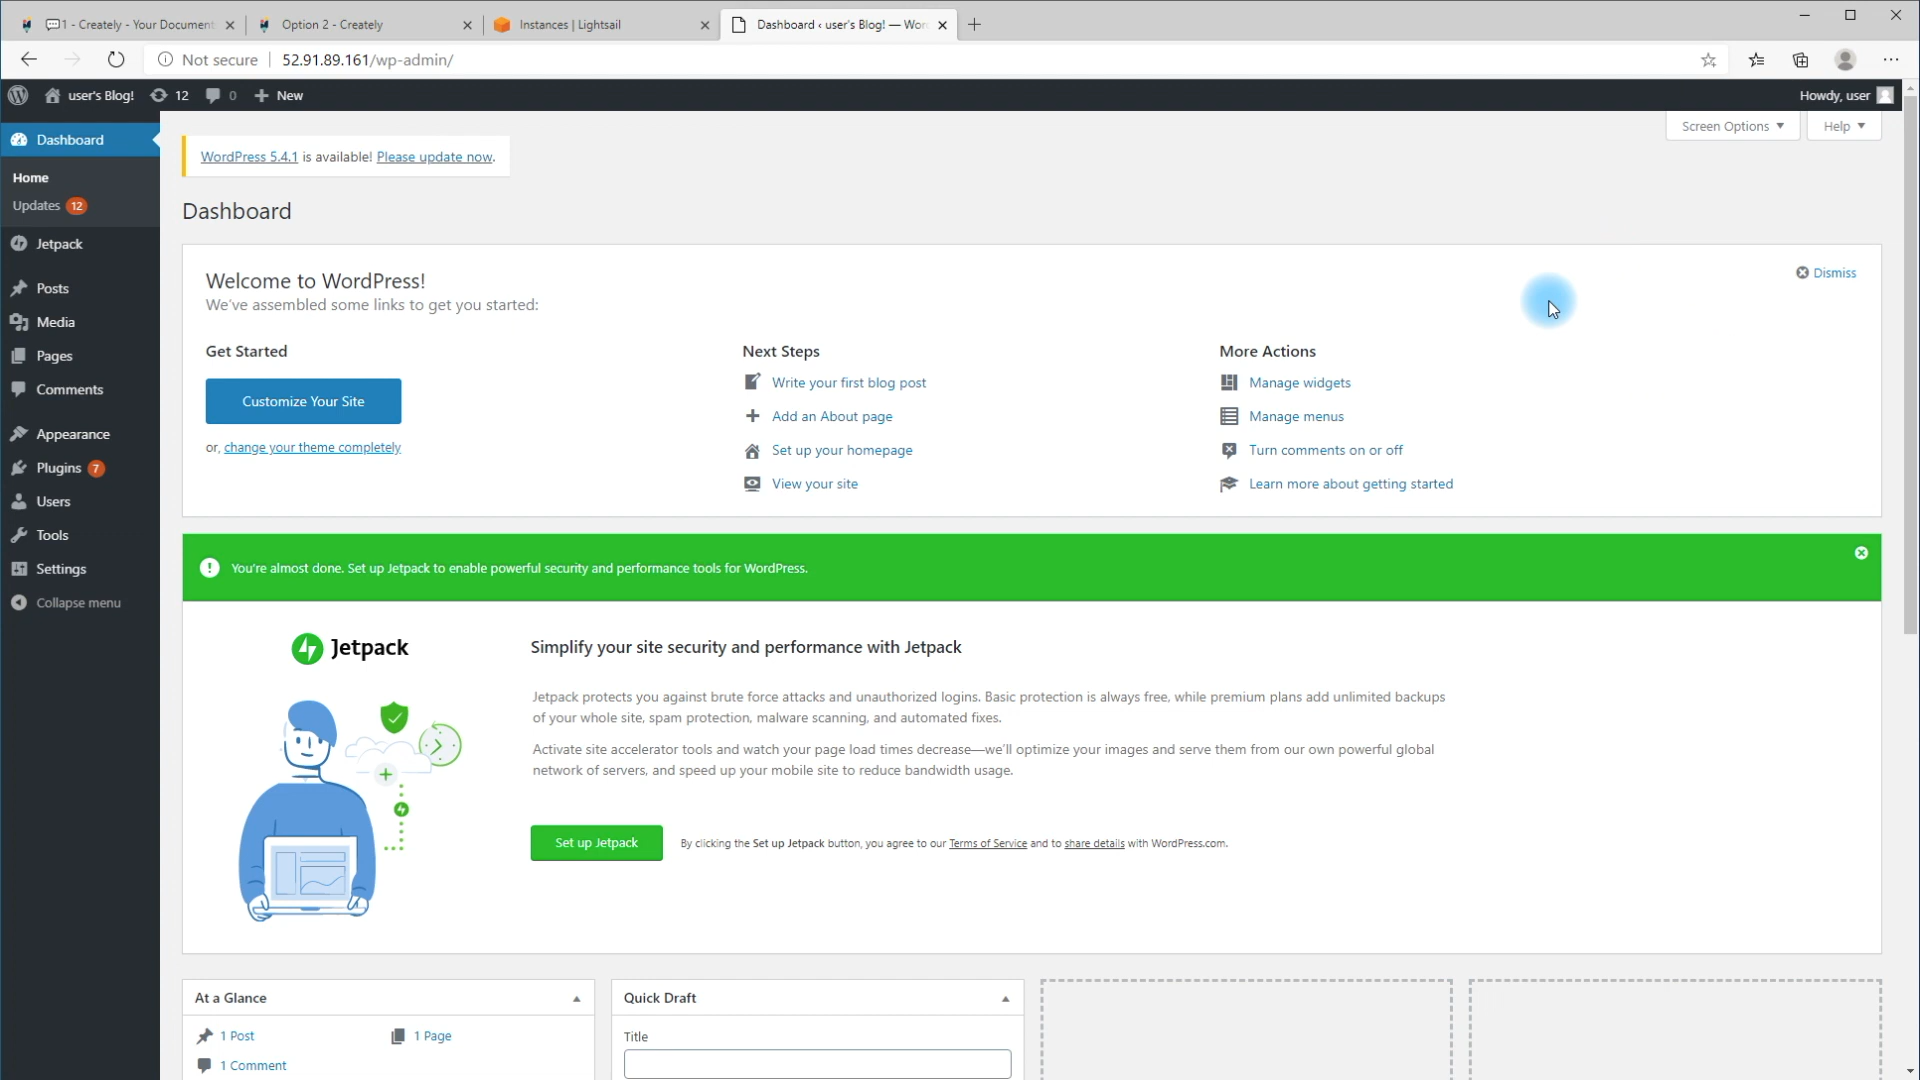 1 - Creately - Your Document
Option 2 - Creately
Instances | Lightsail
Dashboard ‹ user's Blog! — Wor
Not secure
52.91.89.161/wp-admin/
user's Blog!
12
0
New
Howdy, user
Dashboard
Home
Updates 12
Jetpack
Posts
Media
Pages
Comments
Appearance
Plugins 7
Users
Tools
Settings
Collapse menu
Screen Options
Help
WordPress 5.4.1 is available! Please update now.
Dashboard
Welcome to WordPress!
We've assembled some links to get you started:
Dismiss
Get Started
Customize Your Site
or, change your theme completely
Next Steps
Write your first blog post
Add an About page
Set up your homepage
View your site
More Actions
Manage widgets
Manage menus
Turn comments on or off
Learn more about getting started
You're almost done. Set up Jetpack to enable powerful security and performance tools for WordPress.
Jetpack
Simplify your site security and performance with Jetpack
Jetpack protects you against brute force attacks and unauthorized logins. Basic protection is always free, while premium plans add unlimited backups
of your whole site, spam protection, malware scanning, and automated fixes.
Activate site accelerator tools and watch your page load times decrease—we'll optimize your images and serve them from our own powerful global
network of servers, and speed up your mobile site to reduce bandwidth usage.
Set up Jetpack
By clicking the Set up Jetpack button, you agree to our Terms of Service and to share details with WordPress.com.
At a Glance
1 Post
1 Page
1 Comment
Quick Draft
Title